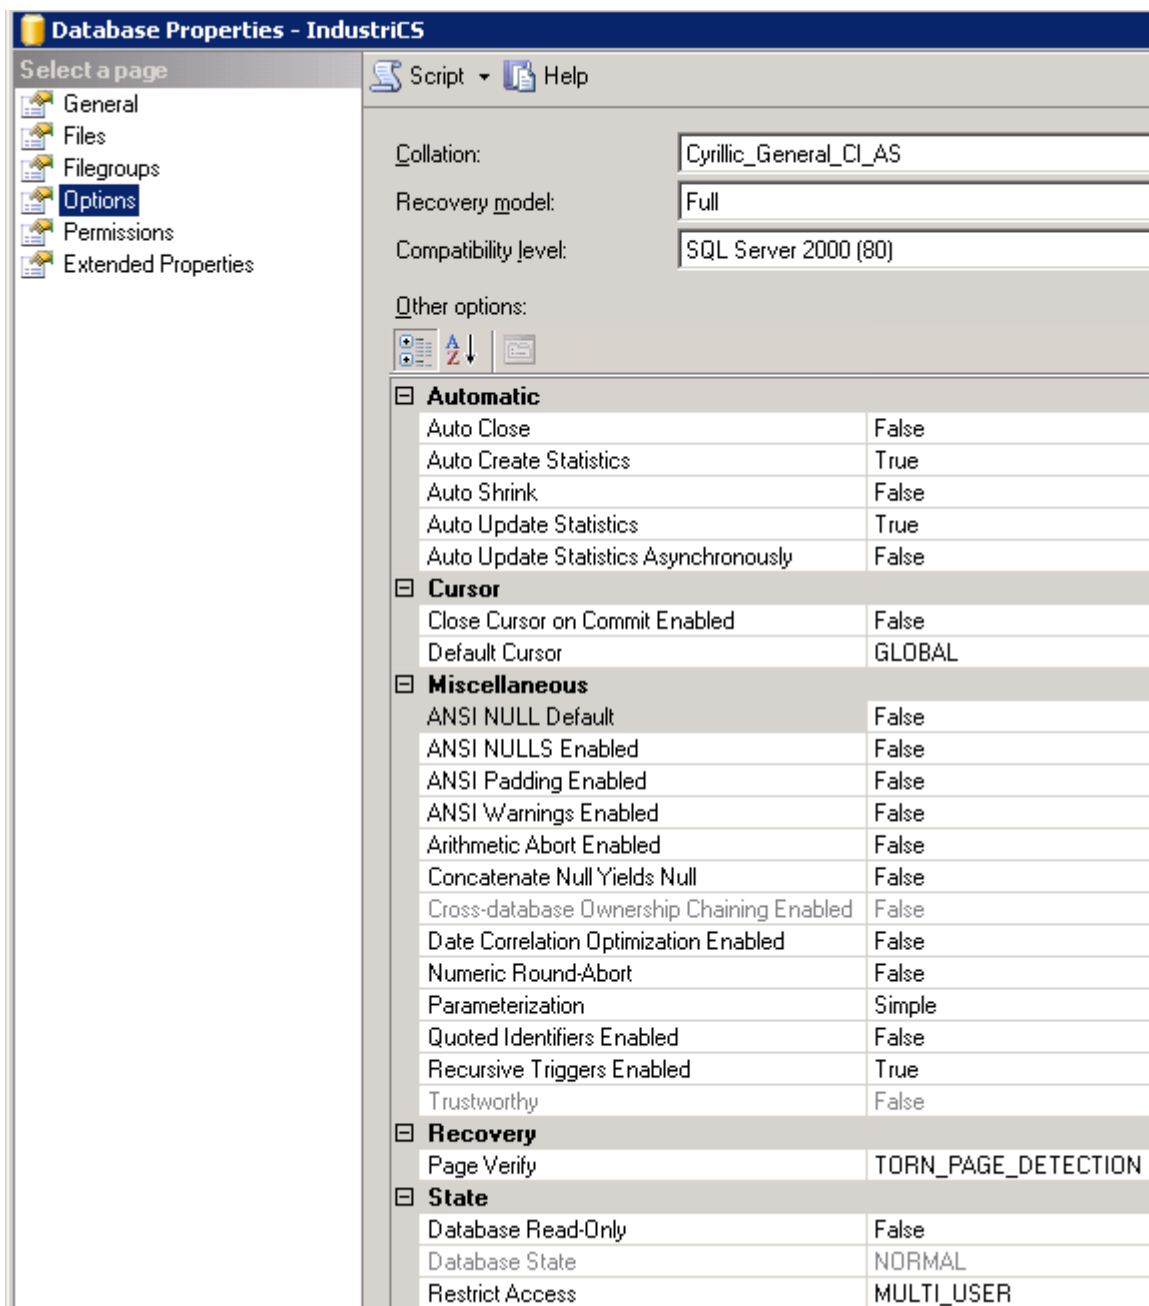 Database Properties - IndustriCS
Select a page
General
Files
Filegroups
Options
Permissions
Extended Properties
Script Help
Collation: Cyrillic_General_CI_AS
Recovery model: Full
Compatibility level: SQL Server 2000 (80)
Other options:
Automatic
Auto Close False
Auto Create Statistics True
Auto Shrink False
Auto Update Statistics True
Auto Update Statistics Asynchronously False
Cursor
Close Cursor on Commit Enabled False
Default Cursor GLOBAL
Miscellaneous
ANSI NULL Default False
ANSI NULLS Enabled False
ANSI Padding Enabled False
ANSI Warnings Enabled False
Arithmetic Abort Enabled False
Concatenate Null Yields Null False
Cross-database Ownership Chaining Enabled False
Date Correlation Optimization Enabled False
Numeric Round-Abort False
Parameterization Simple
Quoted Identifiers Enabled False
Recursive Triggers Enabled True
Trustworthy False
Recovery
Page Verify TORN_PAGE_DETECTION
State
Database Read-Only False
Database State NORMAL
Restrict Access MULTI_USER